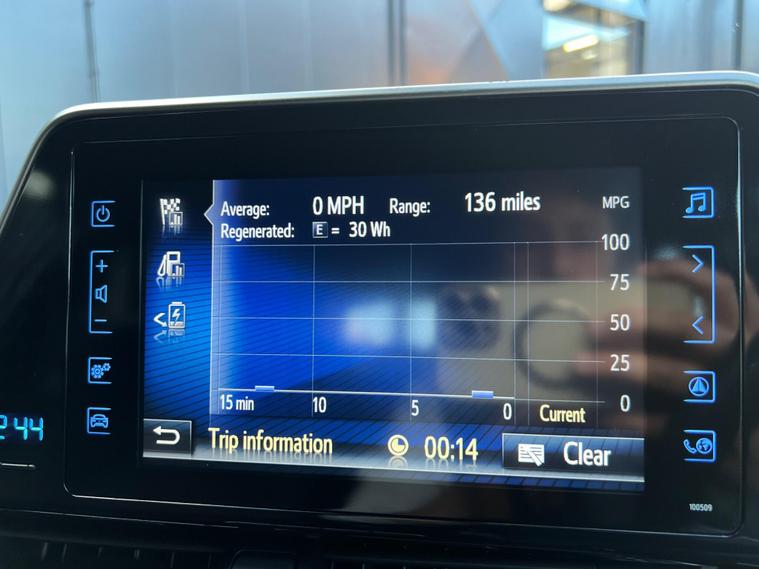 Average: 0 MPH Range: 136 miles MPG
Regenerated: E = 30 Wh
100
75
50
25
0
15 min 10 5 0 Current
Trip information 00:14 Clear
:44
100509